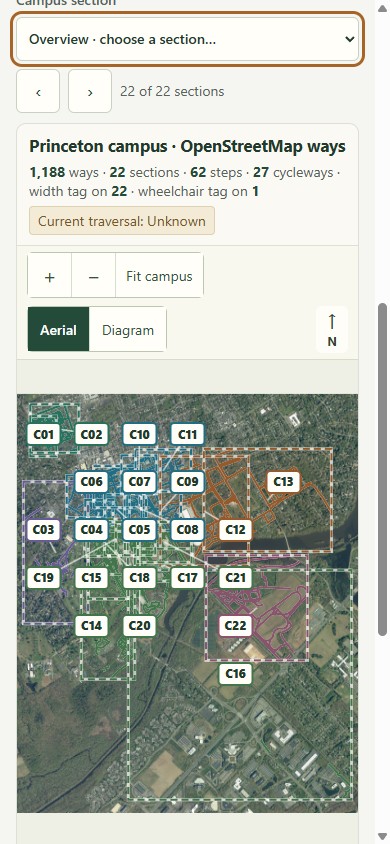 Campus section
Overview · choose a section...
‹ › 22 of 22 sections
Princeton campus · OpenStreetMap ways
1,188 ways · 22 sections · 62 steps · 27 cycleways ·
width tag on 22 · wheelchair tag on 1
Current traversal: Unknown
+ − Fit campus
Aerial Diagram ↑
N
C01 C02 C10 C11
C06 C07 C09 C13
C03 C04 C05 C08 C12
C19 C15 C18 C17 C21
C14 C20 C22
C16